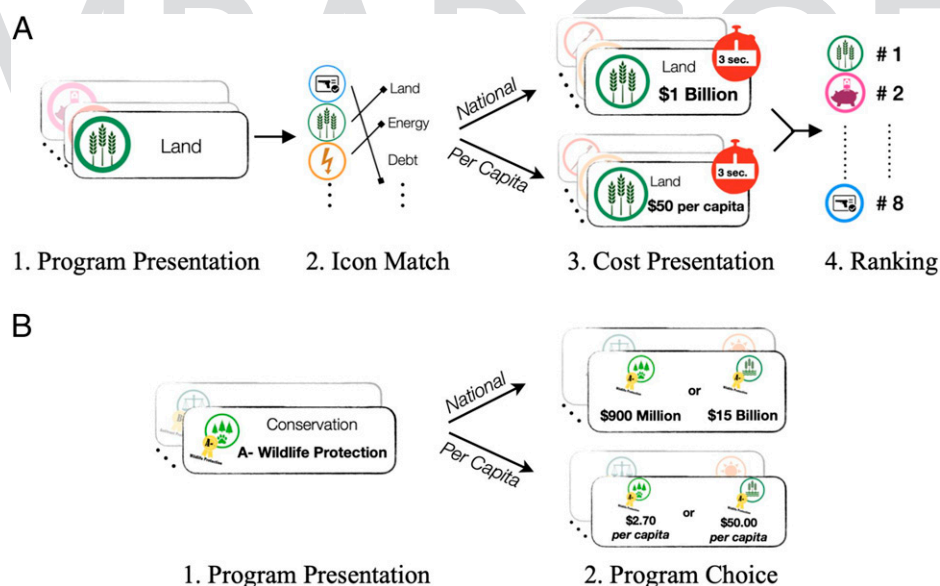 A
Land
1. Program Presentation
Land
Energy
Debt
2. Icon Match
National
Per Capita
Land
$1 Billion
3 sec.
Land
$50 per capita
3 sec.
3. Cost Presentation
# 1
# 2
# 8
4. Ranking
B
Conservation
A- Wildlife Protection
A-
Wildlife Protection
1. Program Presentation
National
Per Capita
A-
A-
or
$900 Million
$15 Billion
A-
A-
or
$2.70
per capita
$50.00
per capita
2. Program Choice